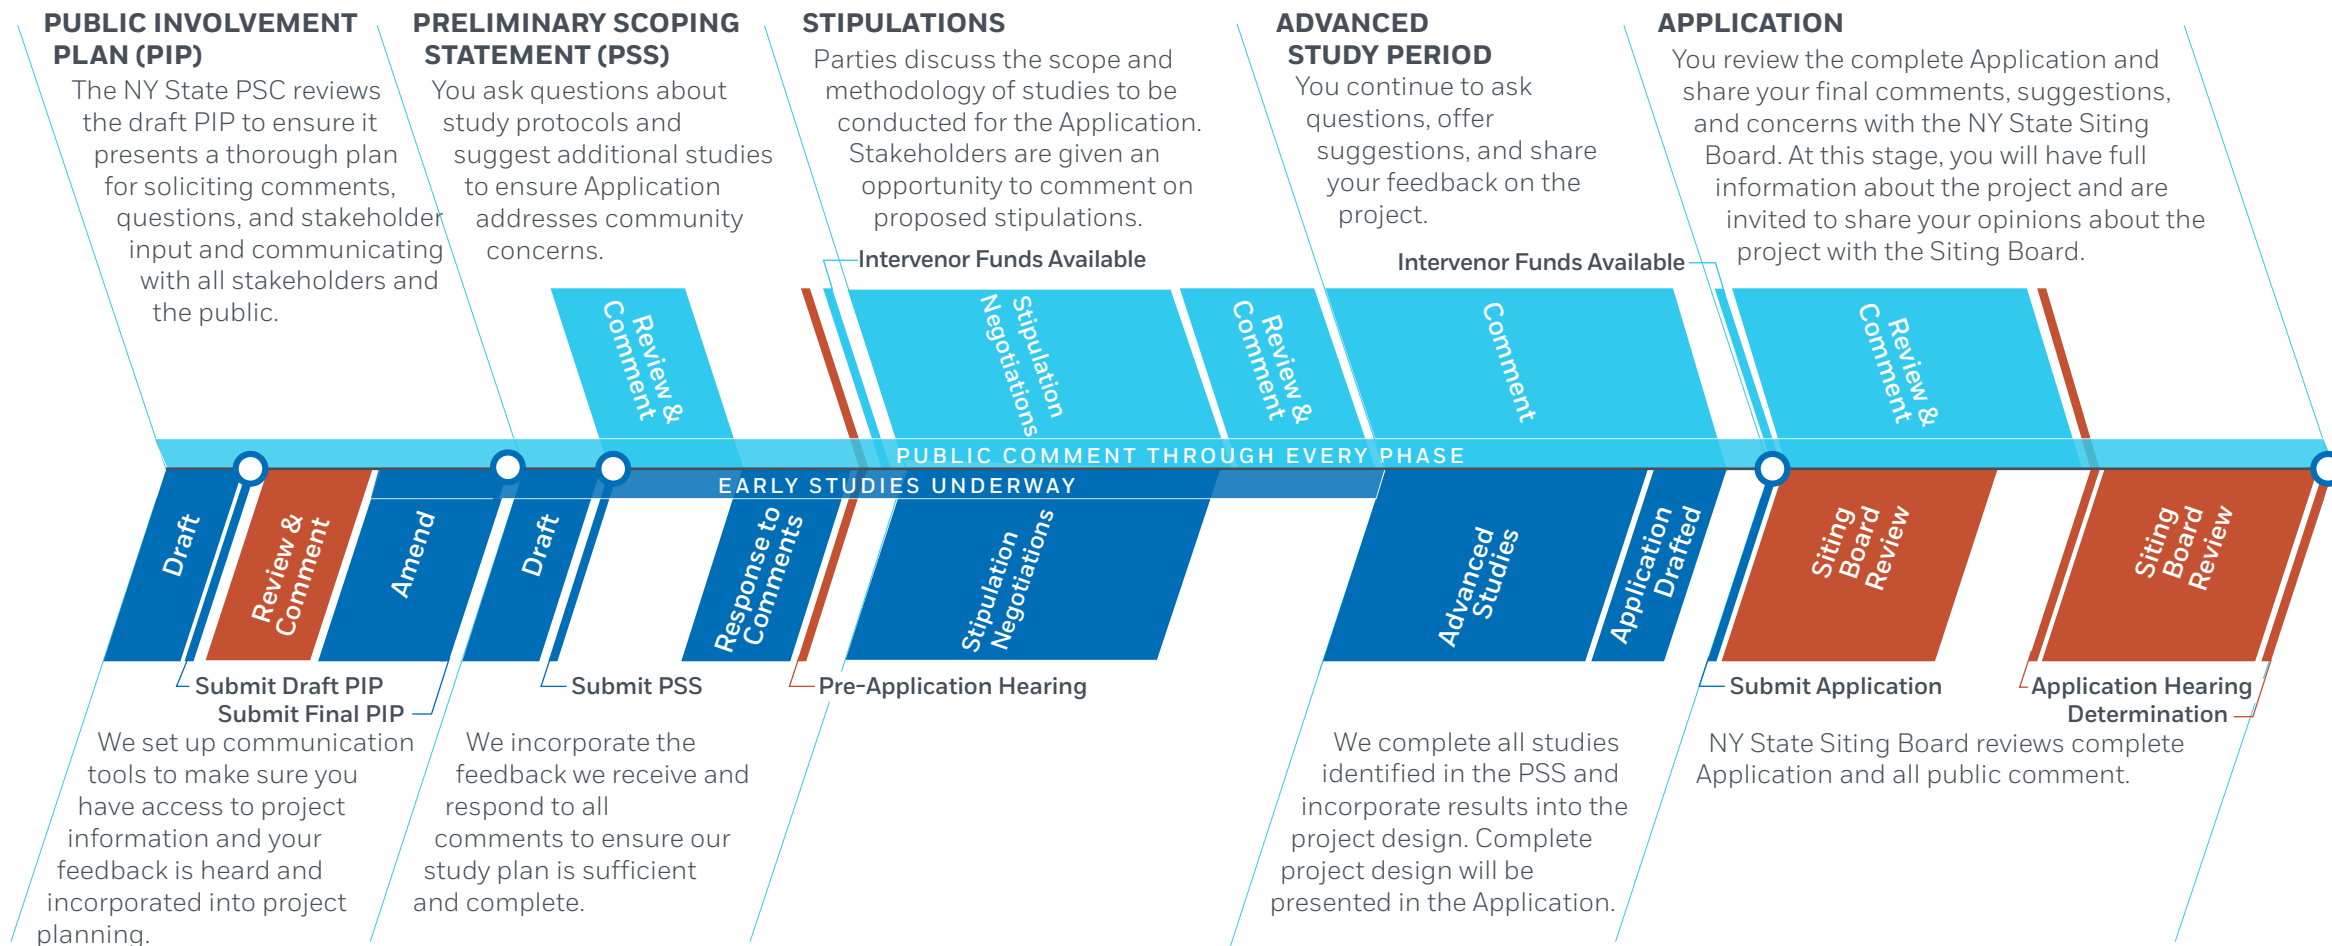 PUBLIC INVOLVEMENT
PLAN (PIP)
The NY State PSC reviews
the draft PIP to ensure it
presents a thorough plan
for soliciting comments,
questions, and stakeholder
input and communicating
with all stakeholders and
the public.
PRELIMINARY SCOPING
STATEMENT (PSS)
You ask questions about
study protocols and
suggest additional studies
to ensure Application
addresses community
concerns.
STIPULATIONS
Parties discuss the scope and
methodology of studies to be
conducted for the Application.
Stakeholders are given an
opportunity to comment on
proposed stipulations.
Intervenor Funds Available
ADVANCED
STUDY PERIOD
You continue to ask
questions, offer
suggestions, and share
your feedback on the
project.
Intervenor Funds Available
APPLICATION
You review the complete Application and
share your final comments, suggestions,
and concerns with the NY State Siting
Board. At this stage, you will have full
information about the project and are
invited to share your opinions about the
project with the Siting Board.
Review &
Comment
Stipulation
Negotiations
Review &
Comment
Comment
Review &
Comment
PUBLIC COMMENT THROUGH EVERY PHASE
EARLY STUDIES UNDERWAY
Draft
Review &
Comment
Amend
Draft
Response to
Comments
Stipulation
Negotiations
Advanced
Studies
Application
Drafted
Siting
Board
Review
Siting
Board
Review
Submit Draft PIP
Submit Final PIP
Submit PSS
Pre-Application Hearing
Submit Application
Application Hearing
Determination
We set up communication
tools to make sure you
have access to project
information and your
feedback is heard and
incorporated into project
planning.
We incorporate the
feedback we receive and
respond to all
comments to ensure our
study plan is sufficient
and complete.
We complete all studies
identified in the PSS and
incorporate results into the
project design. Complete
project design will be
presented in the Application.
NY State Siting Board reviews complete
Application and all public comment.